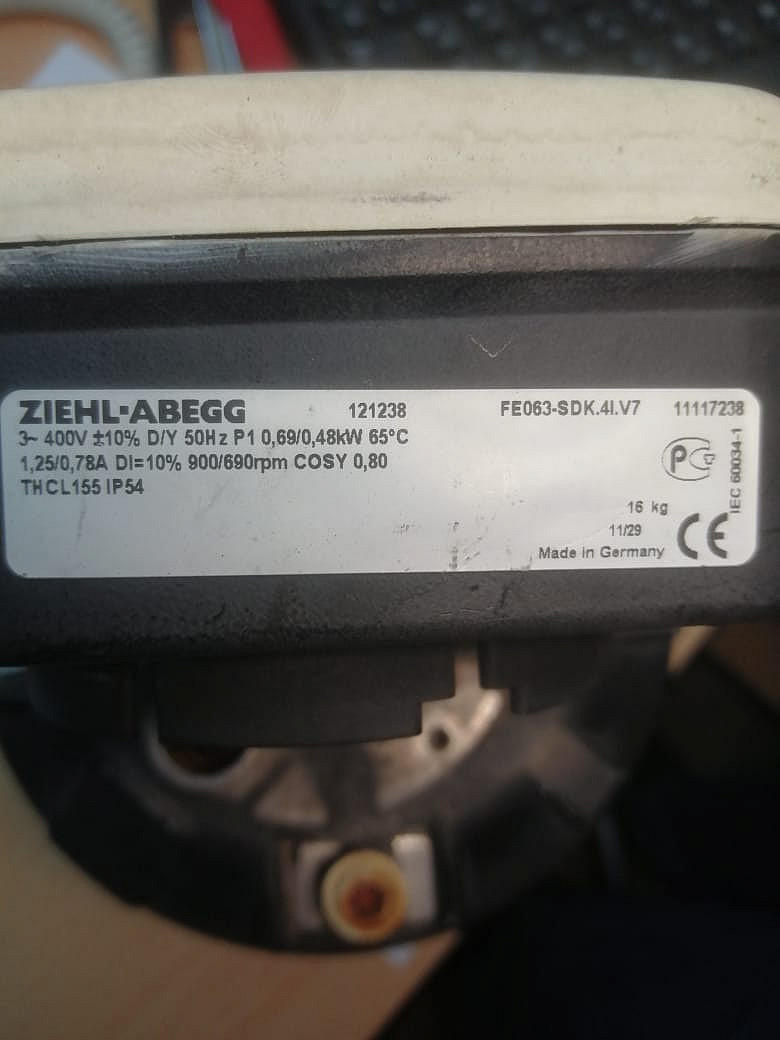 ZIEHL-ABEGG 121238 FE063-SDK.4I.V7 11117238
3~ 400V ±10% D/Y 50Hz P1 0,69/0,48kW 65°C
1,25/0,78A DI=10% 900/690rpm COSY 0,80
THCL155 IP54
IEC 60034-1
16 kg
11/29
Made in Germany CE